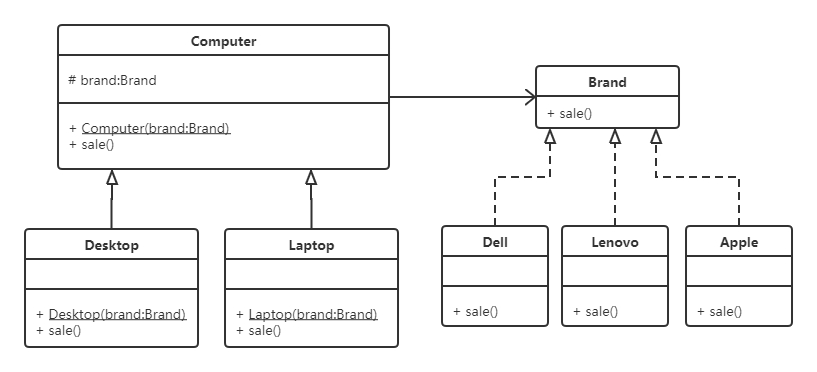 Computer
# brand:Brand
+ Computer(brand:Brand)
+ sale()
Brand
+ sale()
Desktop
+ Desktop(brand:Brand)
+ sale()
Laptop
+ Laptop(brand:Brand)
+ sale()
Dell
+ sale()
Lenovo
+ sale()
Apple
+ sale()